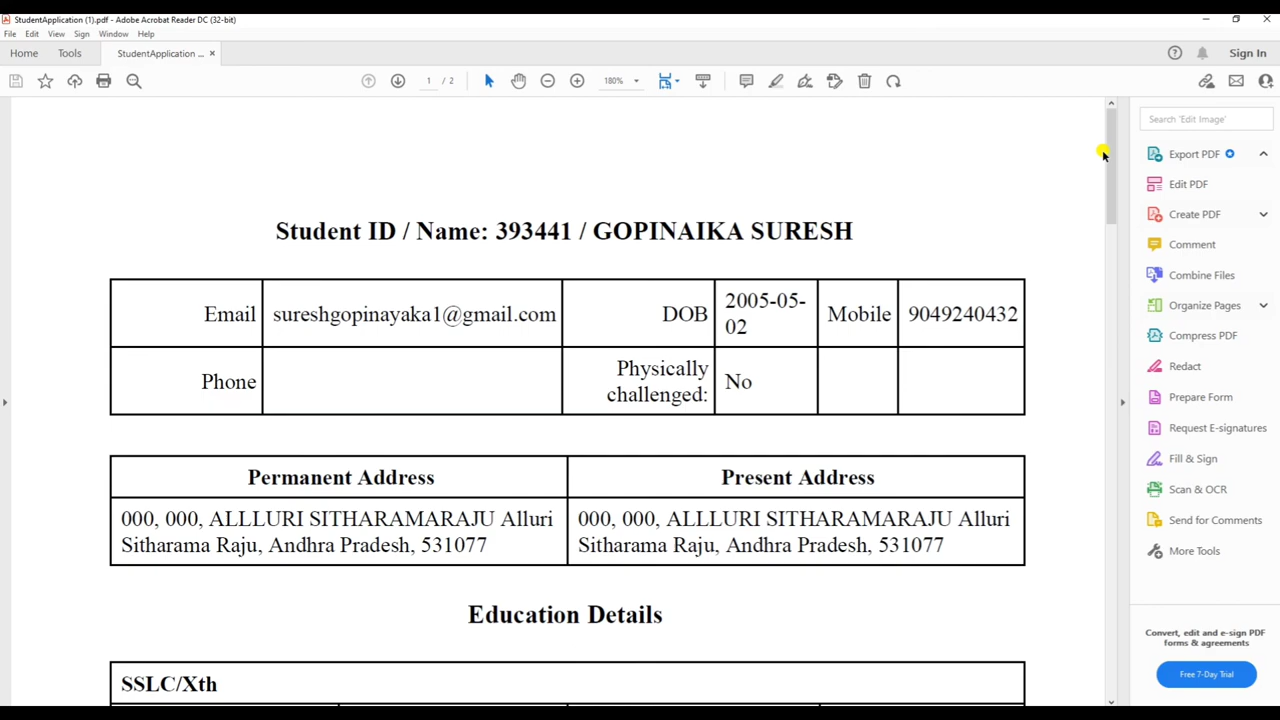 StudentApplication (1).pdf - Adobe Acrobat Reader DC (32-bit)
File Edit View Sign Window Help
Home Tools StudentApplication ... × Sign In
1 / 2 180%
Student ID / Name: 393441 / GOPINAIKA SURESH
Email sureshgopinayaka1@gmail.com DOB 2005-05-
02 Mobile 9049240432
Phone Physically
challenged: No
Permanent Address Present Address
000, 000, ALLLURI SITHARAMARAJU Alluri
Sitharama Raju, Andhra Pradesh, 531077
000, 000, ALLLURI SITHARAMARAJU Alluri
Sitharama Raju, Andhra Pradesh, 531077
Education Details
SSLC/Xth
Search 'Edit Image'
Export PDF
Edit PDF
Create PDF
Comment
Combine Files
Organize Pages
Compress PDF
Redact
Prepare Form
Request E-signatures
Fill & Sign
Scan & OCR
Send for Comments
More Tools
Convert, edit and e-sign PDF
forms & agreements
Free 7-Day Trial